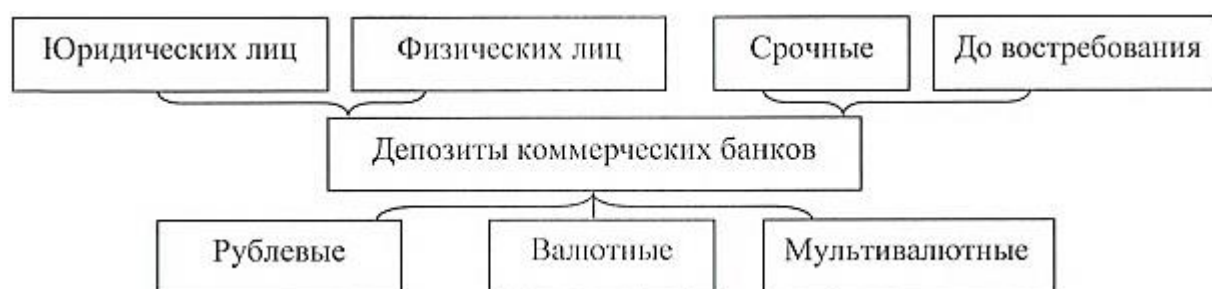 Юридических лиц
Физических лиц
Срочные
До востребования
Депозиты коммерческих банков
Рублевые
Валютные
Мультивалютные